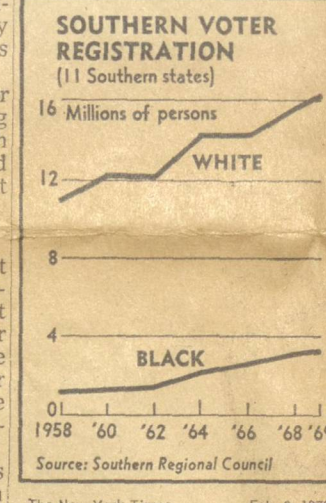 SOUTHERN VOTER
REGISTRATION
(11 Southern states)
16 Millions of persons
WHITE
12
8
4
BLACK
0
1958 '60 '62 '64 '66 '68 '69
Source: Southern Regional Council